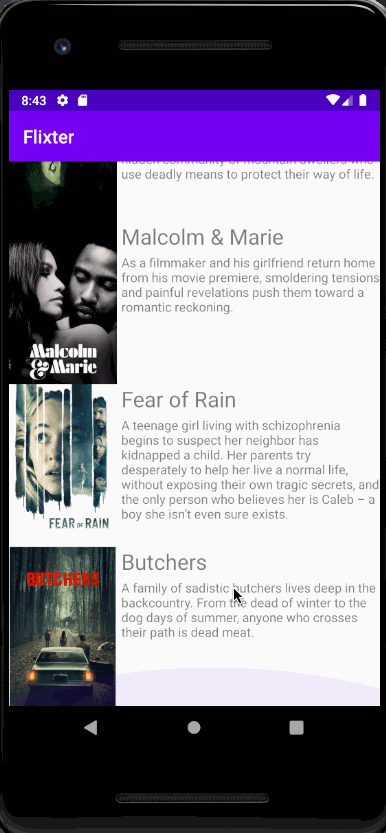 8:43
Flixter
hidden community of mountain dwellers who
use deadly means to protect their way of life.
Malcolm & Marie
As a filmmaker and his girlfriend return home
from his movie premiere, smoldering tensions
and painful revelations push them toward a
romantic reckoning.
Malcolm
& Marie
Fear of Rain
A teenage girl living with schizophrenia
begins to suspect her neighbor has
kidnapped a child. Her parents try
desperately to help her live a normal life,
without exposing their own tragic secrets, and
the only person who believes her is Caleb – a
boy she isn't even sure exists.
FEAR OF RAIN
Butchers
A family of sadistic butchers lives deep in the
backcountry. From the dead of winter to the
dog days of summer, anyone who crosses
their path is dead meat.
BUTCHERS